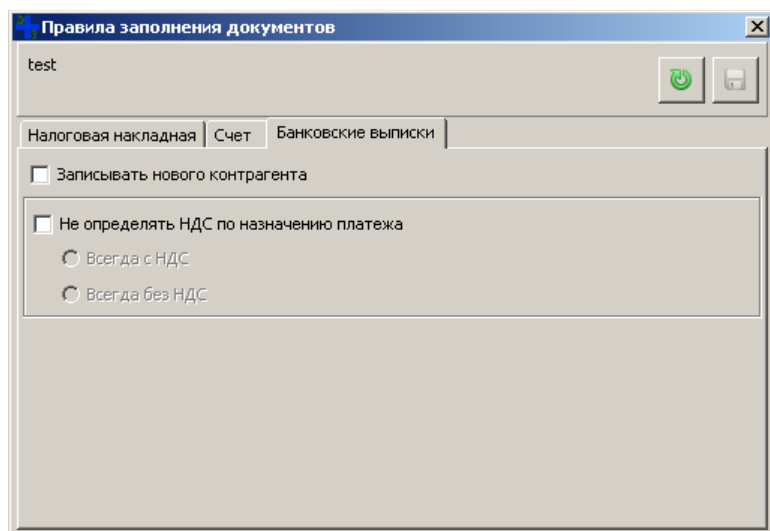 Правила заполнения документов
test
Налоговая накладная Счет Банковские выписки
Записывать нового контрагента
Не определять НДС по назначению платежа
Всегда с НДС
Всегда без НДС